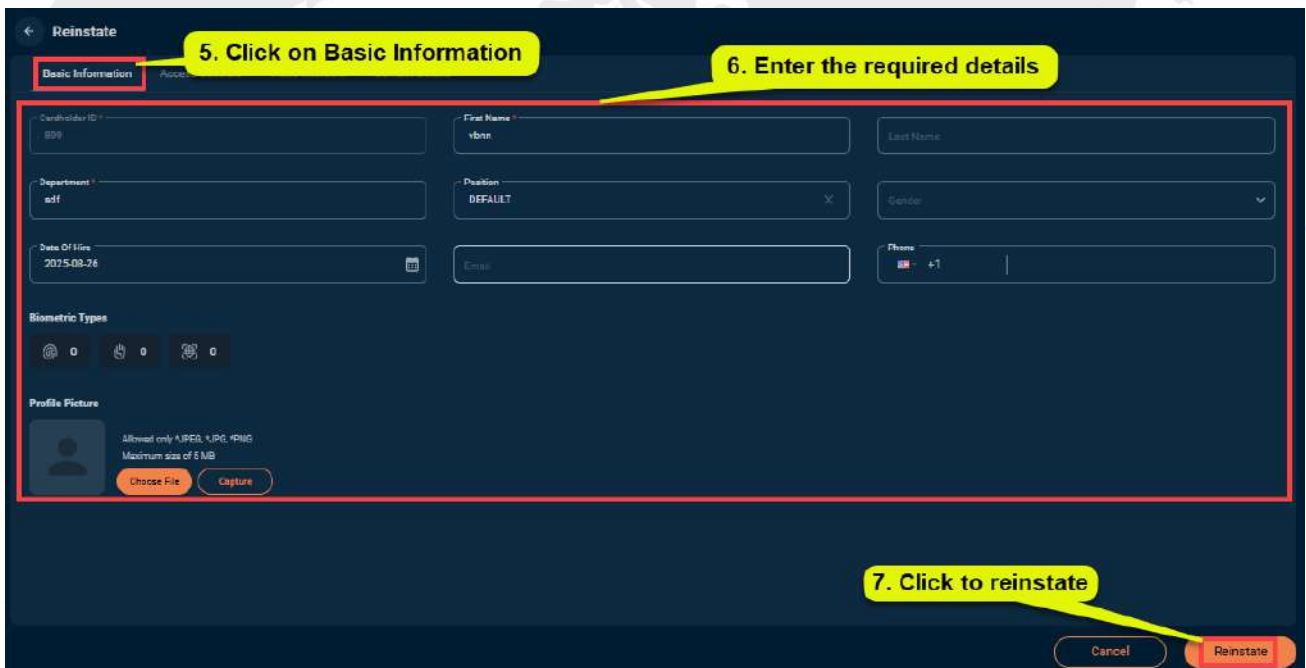 Reinstate
5. Click on Basic Information
6. Enter the required details
Basic Information
Cardholder ID *
First Name *
vbnn
Last Name
Department *
Position
DEFAULT
Gender
Date Of Hire
2025-08-26
Email
Phone
+1
Biometric Types
0 0 0
Profile Picture
Allowed only *JPEG, *JPG, *PNG
Maximum size of 5 MB
Choose File Capture
7. Click to reinstate
Cancel Reinstate